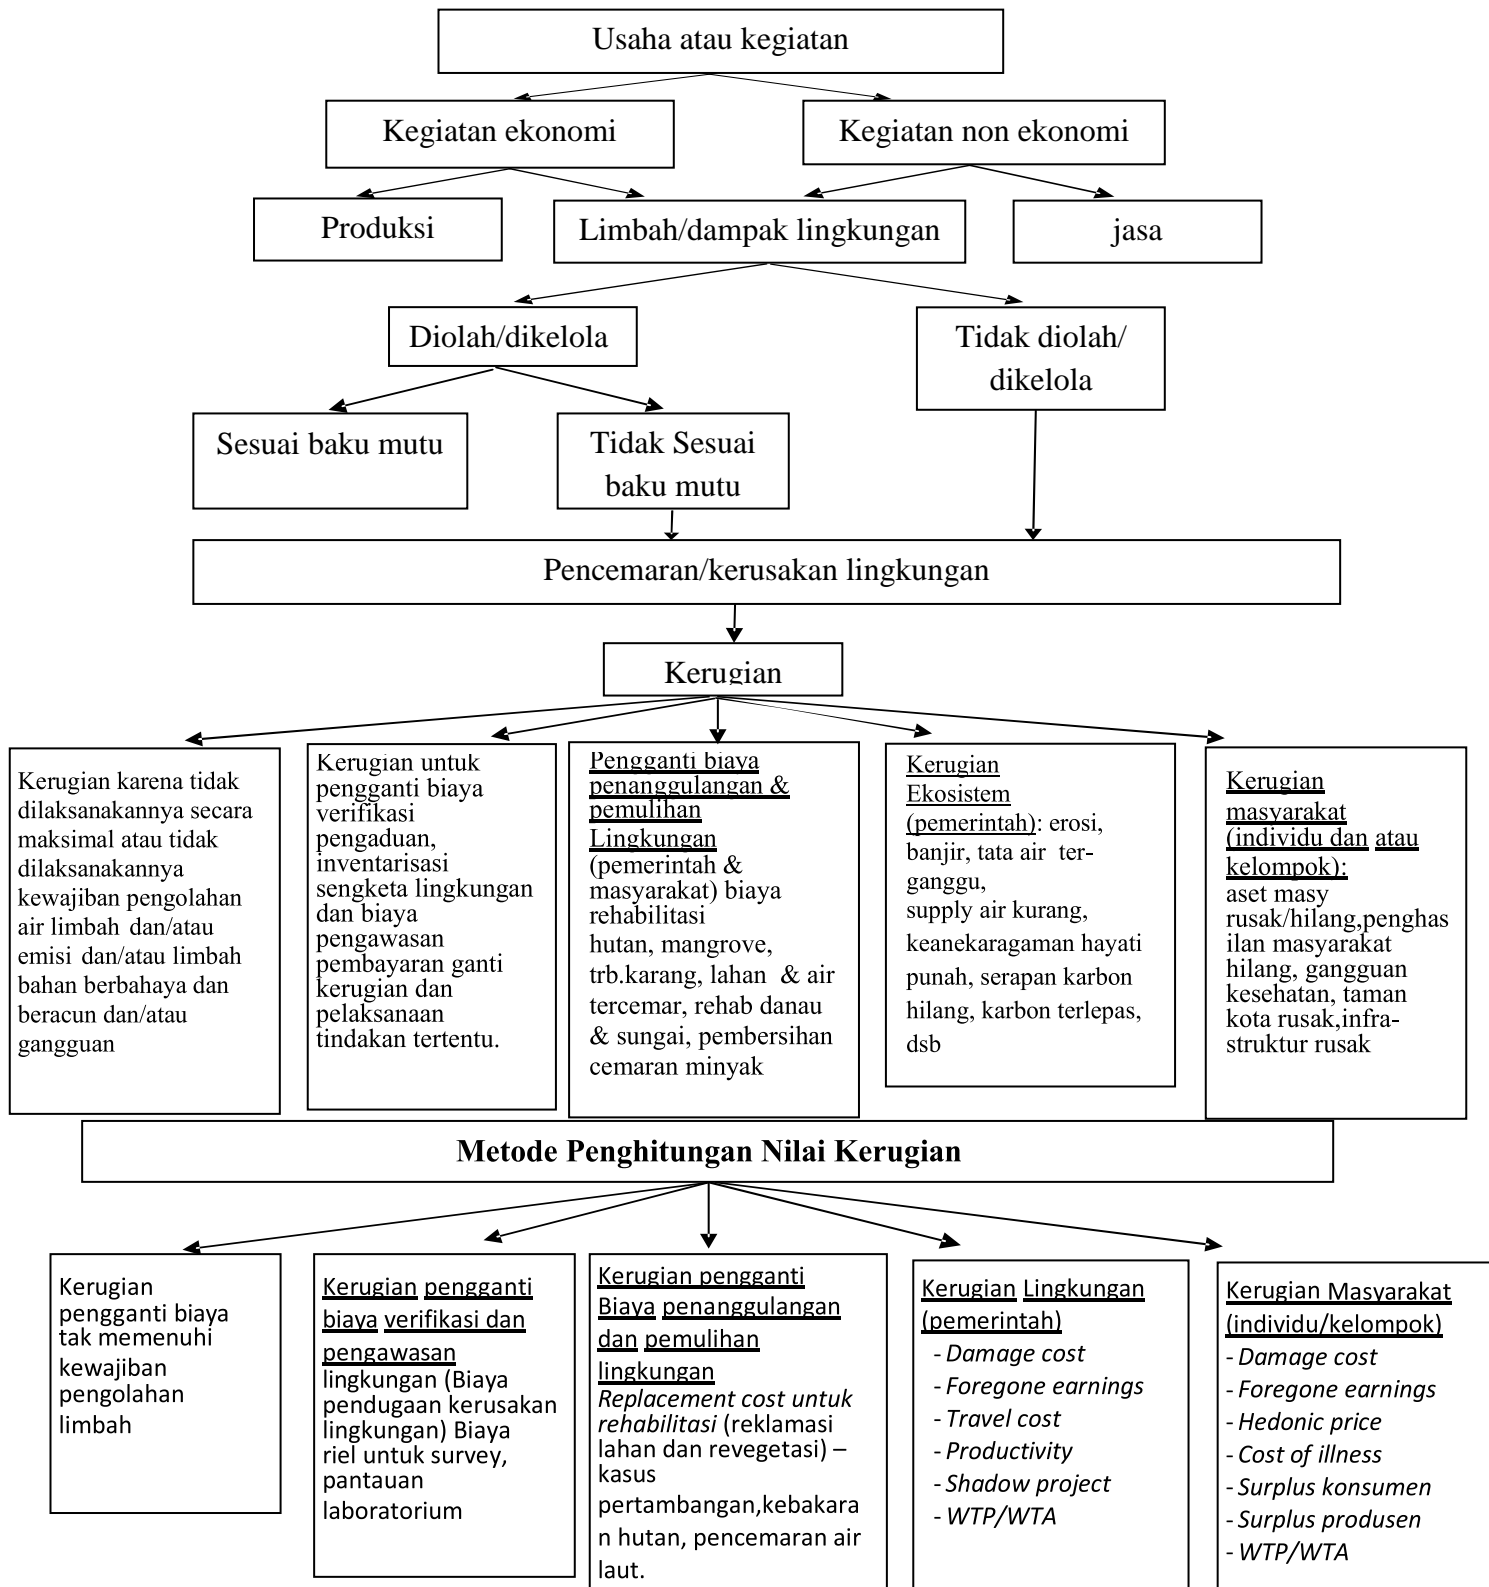 Usaha atau kegiatan
Kegiatan ekonomi
Kegiatan non ekonomi
Produksi
Limbah/dampak lingkungan
jasa
Diolah/dikelola
Tidak diolah/
dikelola
Sesuai baku mutu
Tidak Sesuai
baku mutu
Pencemaran/kerusakan lingkungan
Kerugian
Kerugian karena tidak
dilaksanakannya secara
maksimal atau tidak
dilaksanakannya
kewajiban pengolahan
air limbah dan/atau
emisi dan/atau limbah
bahan berbahaya dan
beracun dan/atau
gangguan
Kerugian untuk
pengganti biaya
verifikasi
pengaduan,
inventarisasi
sengketa lingkungan
dan biaya
pengawasan
pembayaran ganti
kerugian dan
pelaksanaan
tindakan tertentu.
Pengganti biaya
penanggulangan &
pemulihan
Lingkungan
(pemerintah &
masyarakat) biaya
rehabilitasi
hutan, mangrove,
trb.karang, lahan & air
tercemar, rehab danau
& sungai, pembersihan
cemaran minyak
Kerugian
Ekosistem
(pemerintah): erosi,
banjir, tata air ter-
ganggu,
supply air kurang,
keanekaragaman hayati
punah, serapan karbon
hilang, karbon terlepas,
dsb
Kerugian
masyarakat
(individu dan atau
kelompok):
aset masy
rusak/hilang,penghas
ilan masyarakat
hilang, gangguan
kesehatan, taman
kota rusak,infra-
struktur rusak
Metode Penghitungan Nilai Kerugian
Kerugian
pengganti biaya
tak memenuhi
kewajiban
pengolahan
limbah
Kerugian pengganti
biaya verifikasi dan
pengawasan
lingkungan (Biaya
pendugaan kerusakan
lingkungan) Biaya
riel untuk survey,
pantauan
laboratorium
Kerugian pengganti
Biaya penanggulangan
dan pemulihan
lingkungan
Replacement cost untuk
rehabilitasi (reklamasi
lahan dan revegetasi) –
kasus
pertambangan,kebakara
n hutan, pencemaran air
laut.
Kerugian Lingkungan
(pemerintah)
- Damage cost
- Foregone earnings
- Travel cost
- Productivity
- Shadow project
- WTP/WTA
Kerugian Masyarakat
(individu/kelompok)
- Damage cost
- Foregone earnings
- Hedonic price
- Cost of illness
- Surplus konsumen
- Surplus produsen
- WTP/WTA